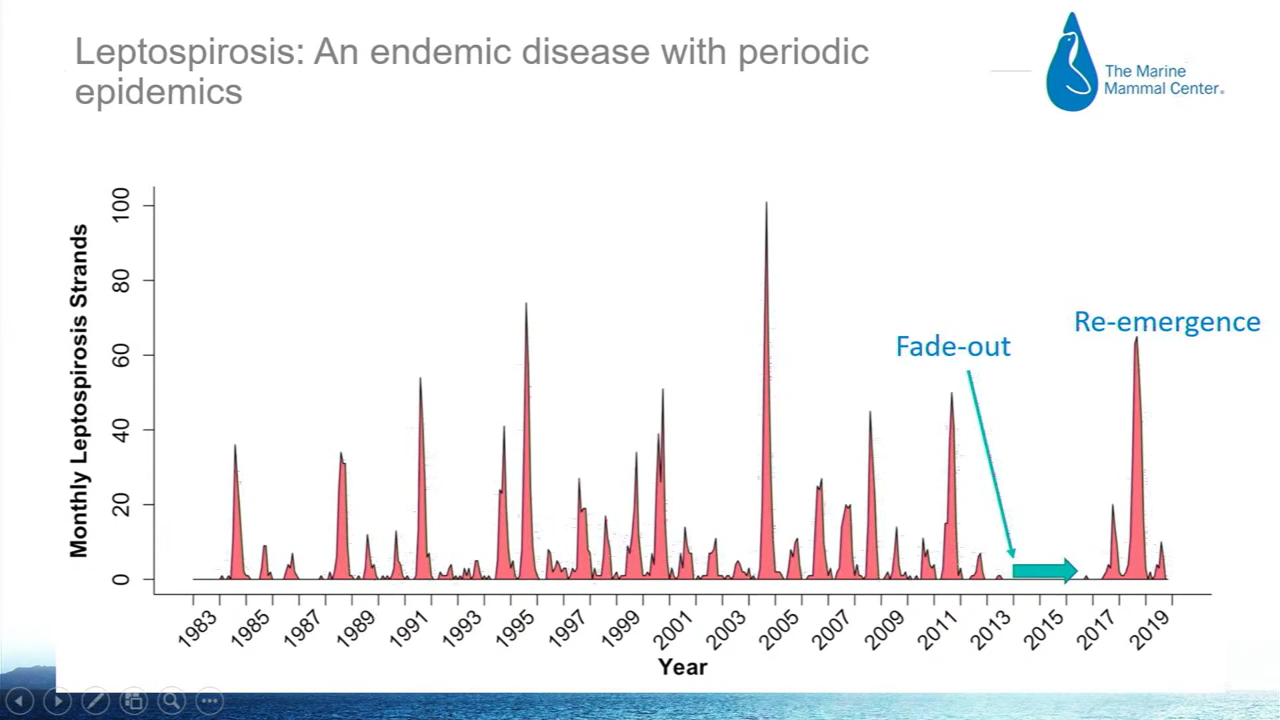 Leptospirosis: An endemic disease with periodic
epidemics
The Marine
Mammal Center®
Monthly Leptospirosis Strands
100
80
60
40
20
0
Fade-out
Re-emergence
1983 1985 1987 1989 1991 1993 1995 1997 1999 2001 2003 2005 2007 2009 2011 2013 2015 2017 2019
Year